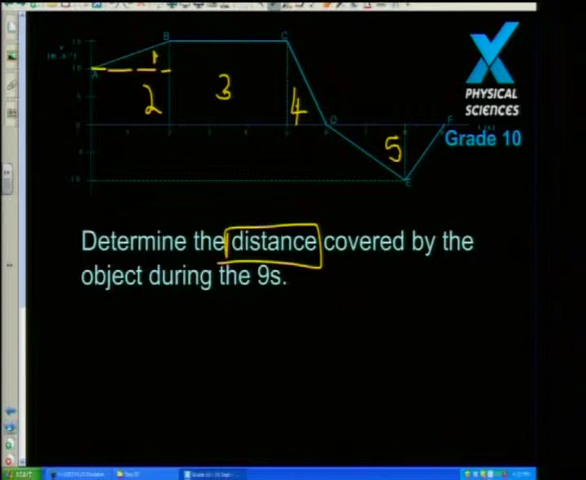 B
C
A
1
2
3
4
D
F
5
E
PHYSICAL
SCIENCES
Grade 10
Determine the distance covered by the
object during the 9s.
start